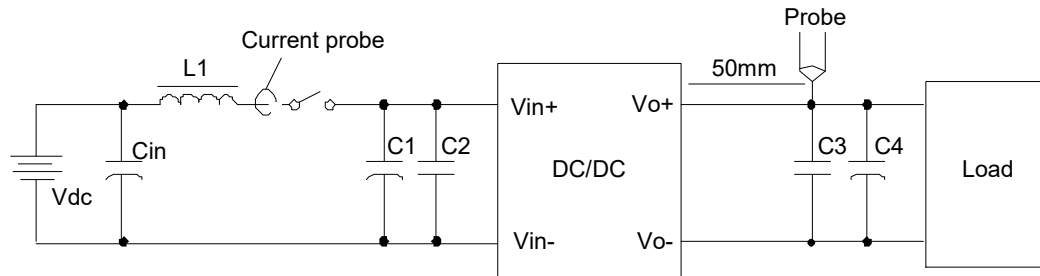 Probe
Current probe
L1
50mm
Vin+
Vo+
Cin
C1
C2
C3
C4
DC/DC
Load
Vdc
Vin-
Vo-